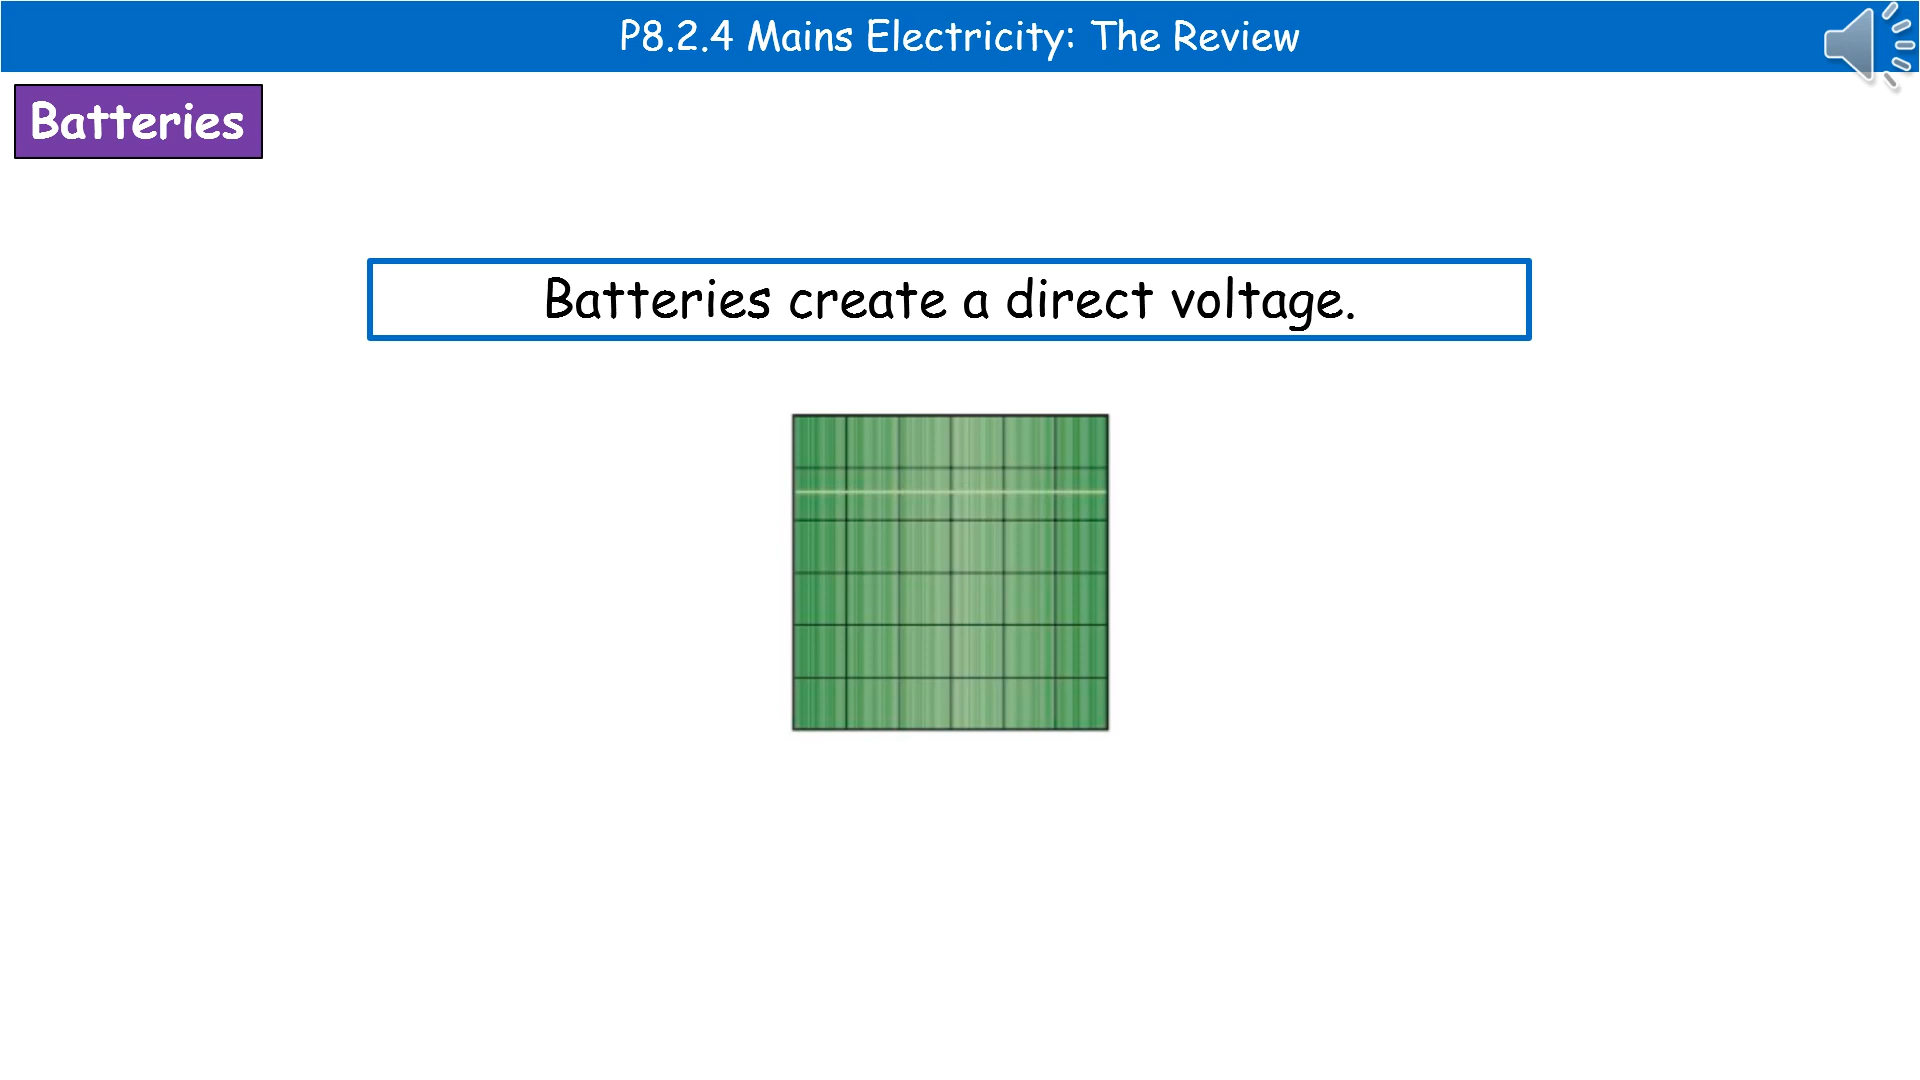 P8.2.4 Mains Electricity: The Review
Batteries
Batteries create a direct voltage.